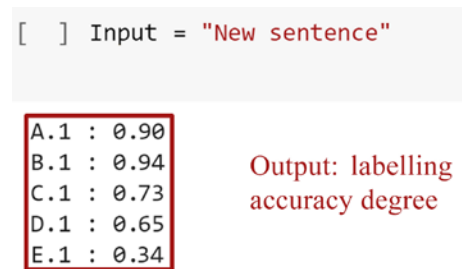 [ ] Input = "New sentence"
A.1 : 0.90
B.1 : 0.94
C.1 : 0.73
D.1 : 0.65
E.1 : 0.34
Output: labelling
accuracy degree